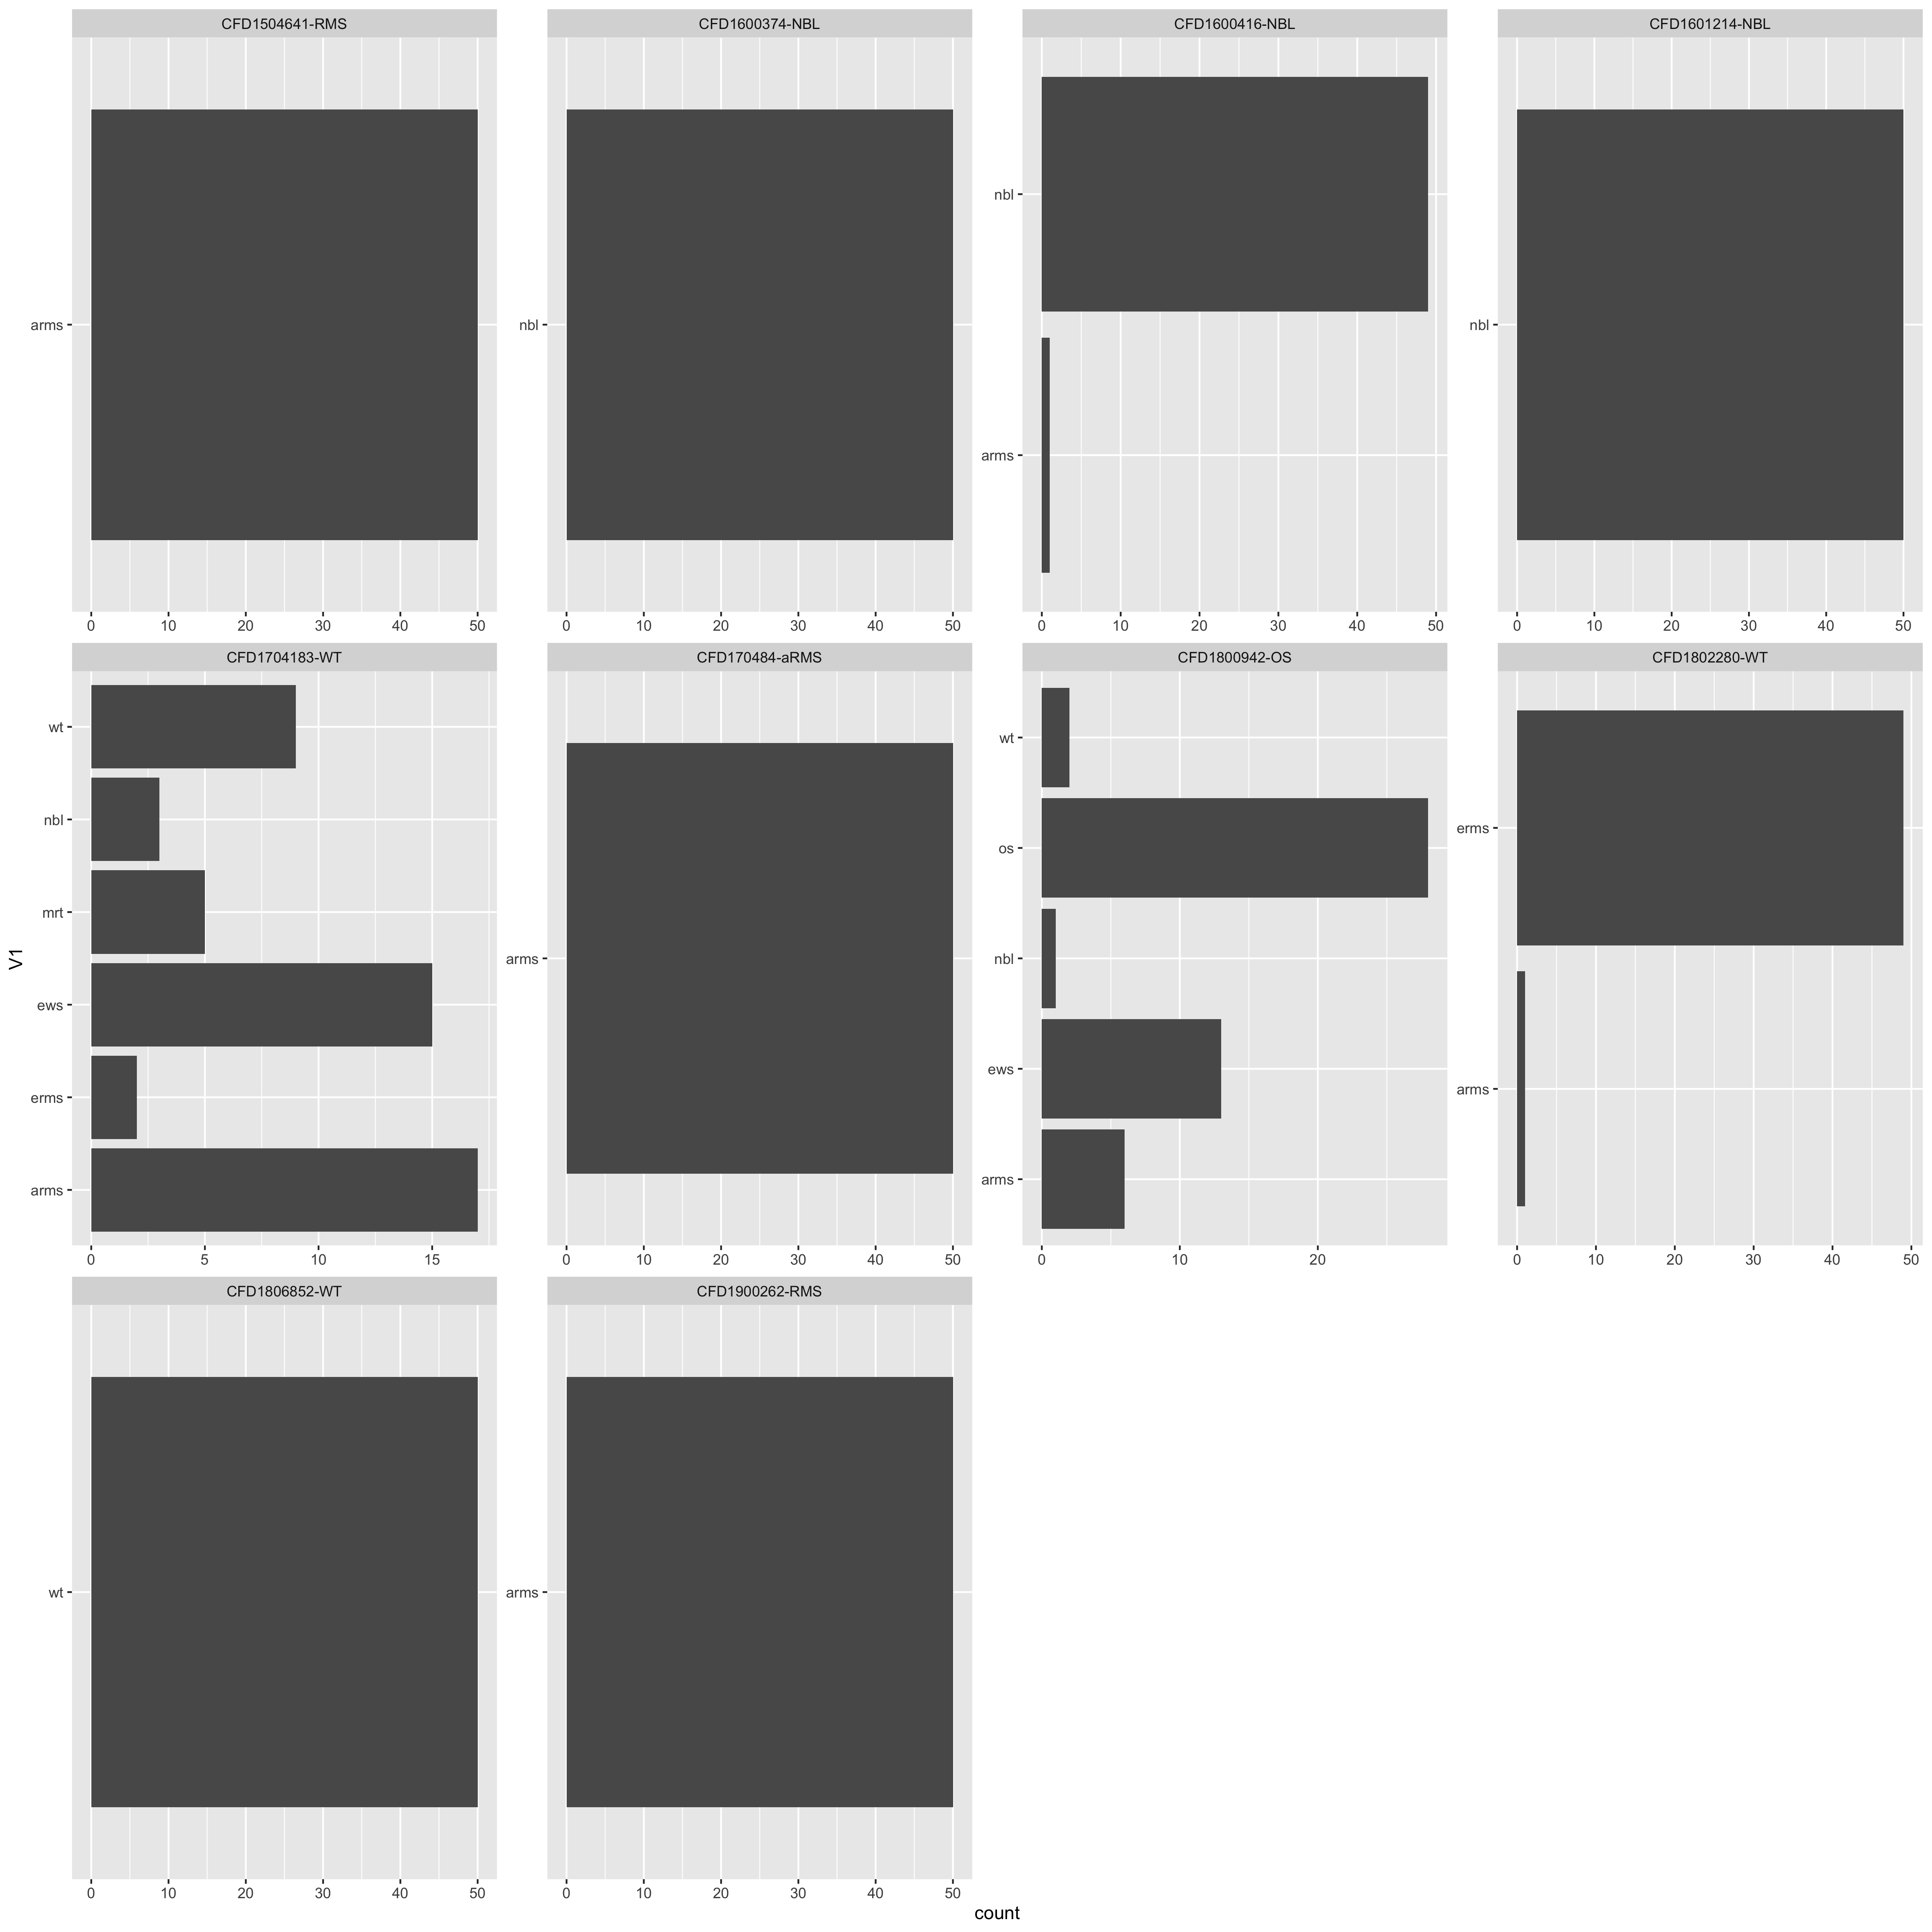 CFD1504641-RMS CFD1600374-NBL CFD1600416-NBL CFD1601214-NBL
nbl
arms nbl nbl
arms
0 10 20 30 40 50 0 10 20 30 40 50 0 10 20 30 40 50 0 10 20 30 40 50
CFD1704183-WT CFD170484-aRMS CFD1800942-OS CFD1802280-WT
wt wt
nbl os erms
mrt
V1 arms nbl
ews ews
erms arms
arms arms
0 5 10 15 0 10 20 30 40 50 0 10 20 0 10 20 30 40 50
CFD1806852-WT CFD1900262-RMS
wt arms
0 10 20 30 40 50 0 10 20 30 40 50
count